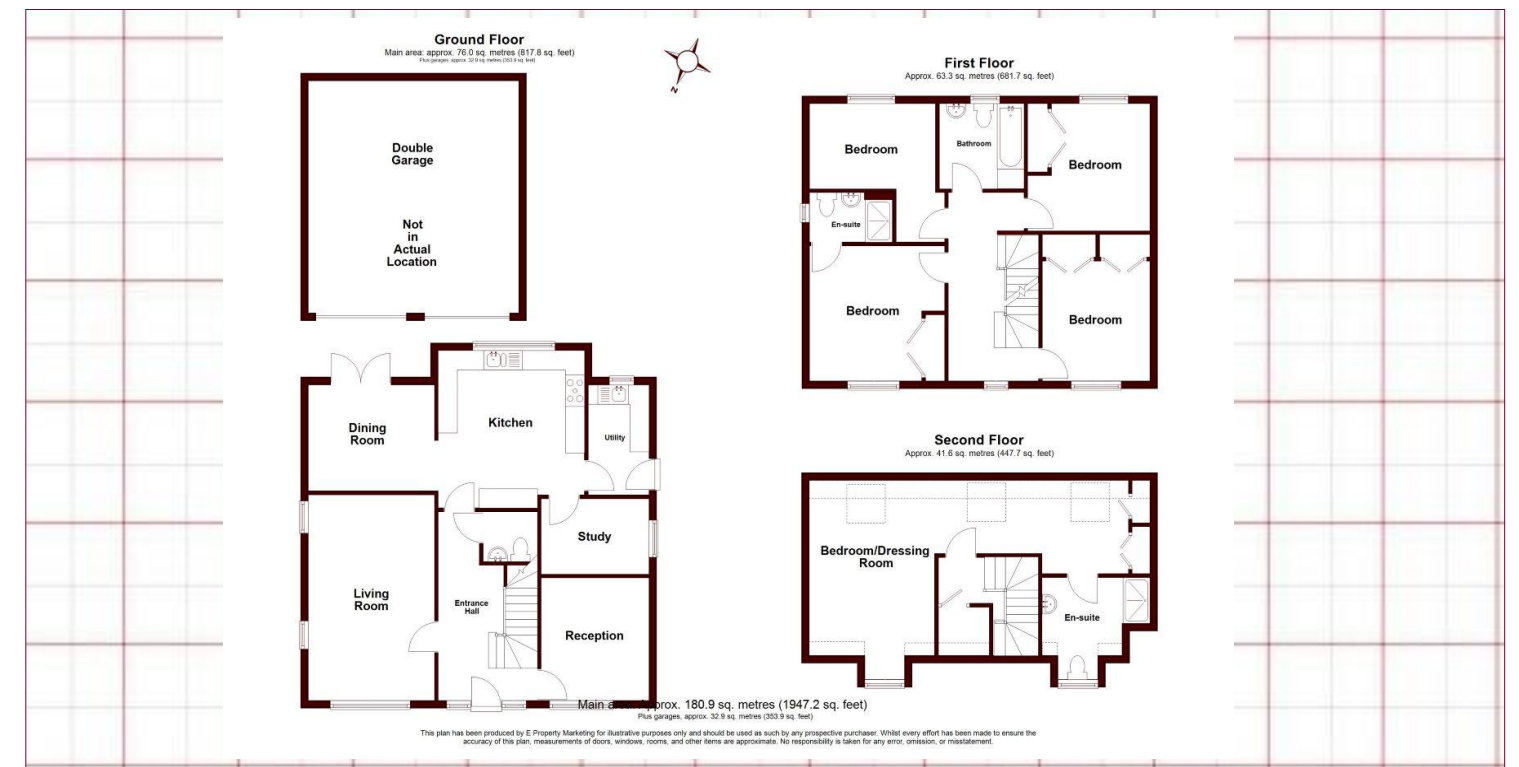 Ground Floor
Main area: approx. 76.0 sq. metres (817.8 sq. feet)
Plus garages, approx. 32.9 sq. metres (353.9 sq. feet)
Double
Garage
Not
in
Actual
Location
N
Dining
Room
Kitchen
Utility
Study
Living
Room
Entrance
Hall
Reception
First Floor
Approx. 63.3 sq. metres (681.7 sq. feet)
Bedroom
Bathroom
Bedroom
En-suite
Bedroom
Bedroom
Second Floor
Approx. 41.6 sq. metres (447.7 sq. feet)
Bedroom/Dressing
Room
En-suite
Main area: Approx. 180.9 sq. metres (1947.2 sq. feet)
Plus garages, approx. 32.9 sq. metres (353.9 sq. feet)
This plan has been produced by E Property Marketing for illustrative purposes only and should be used as such by any prospective purchaser. Whilst every effort has been made to ensure the
accuracy of this plan, measurements of doors, windows, rooms, and other items are approximate. No responsibility is taken for any error, omission, or misstatement.